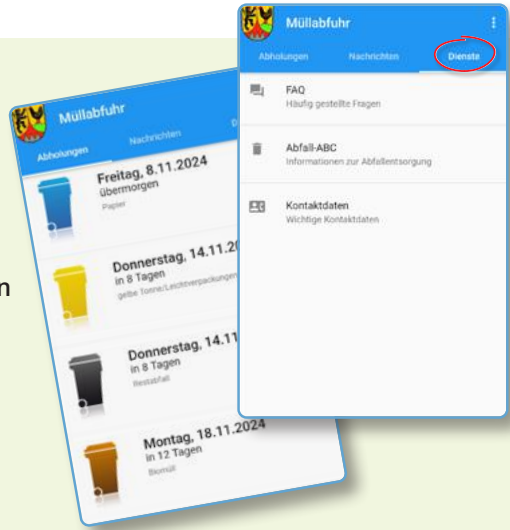 Müllabfuhr
Abholungen Nachrichten Dienste
FAQ
Häufig gestellte Fragen
Abfall-ABC
Informationen zur Abfallentsorgung
Kontaktdaten
Wichtige Kontaktdaten
Müllabfuhr
Abholungen Nachrichten D
Freitag, 8.11.2024
übermorgen
Papier
Donnerstag, 14.11.20
in 8 Tagen
gelbe Tonne/Leichtverpackungen
Donnerstag, 14.11
in 8 Tagen
Restabfall
Montag, 18.11.2024
in 12 Tagen
Biomüll
n